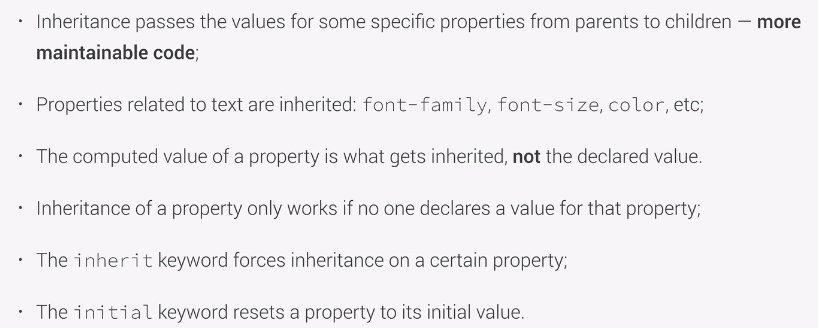 • Inheritance passes the values for some specific properties from parents to children — more
maintainable code;
• Properties related to text are inherited: font-family, font-size, color, etc;
• The computed value of a property is what gets inherited, not the declared value.
• Inheritance of a property only works if no one declares a value for that property;
• The inherit keyword forces inheritance on a certain property;
• The initial keyword resets a property to its initial value.